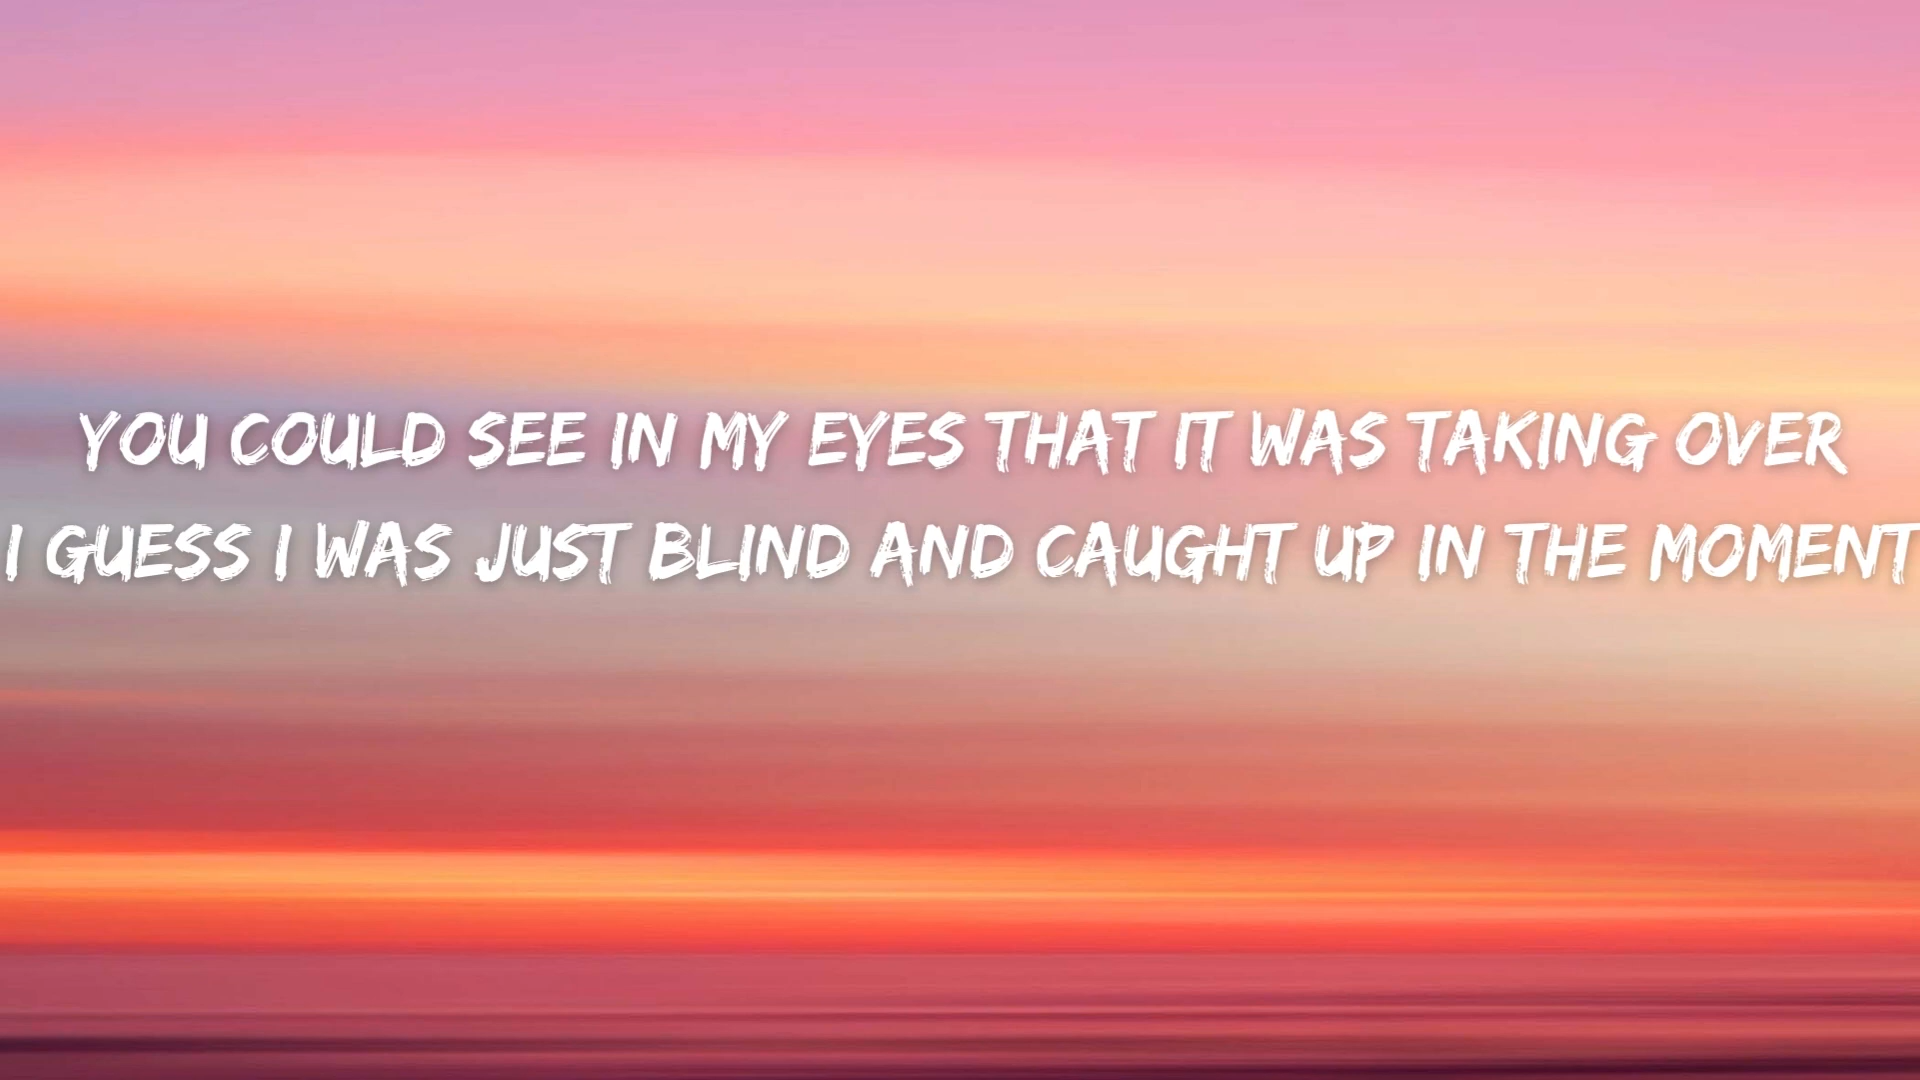 YOU COULD SEE IN MY EYES THAT IT WAS TAKING OVER
I GUESS I WAS JUST BLIND AND CAUGHT UP IN THE MOMENT